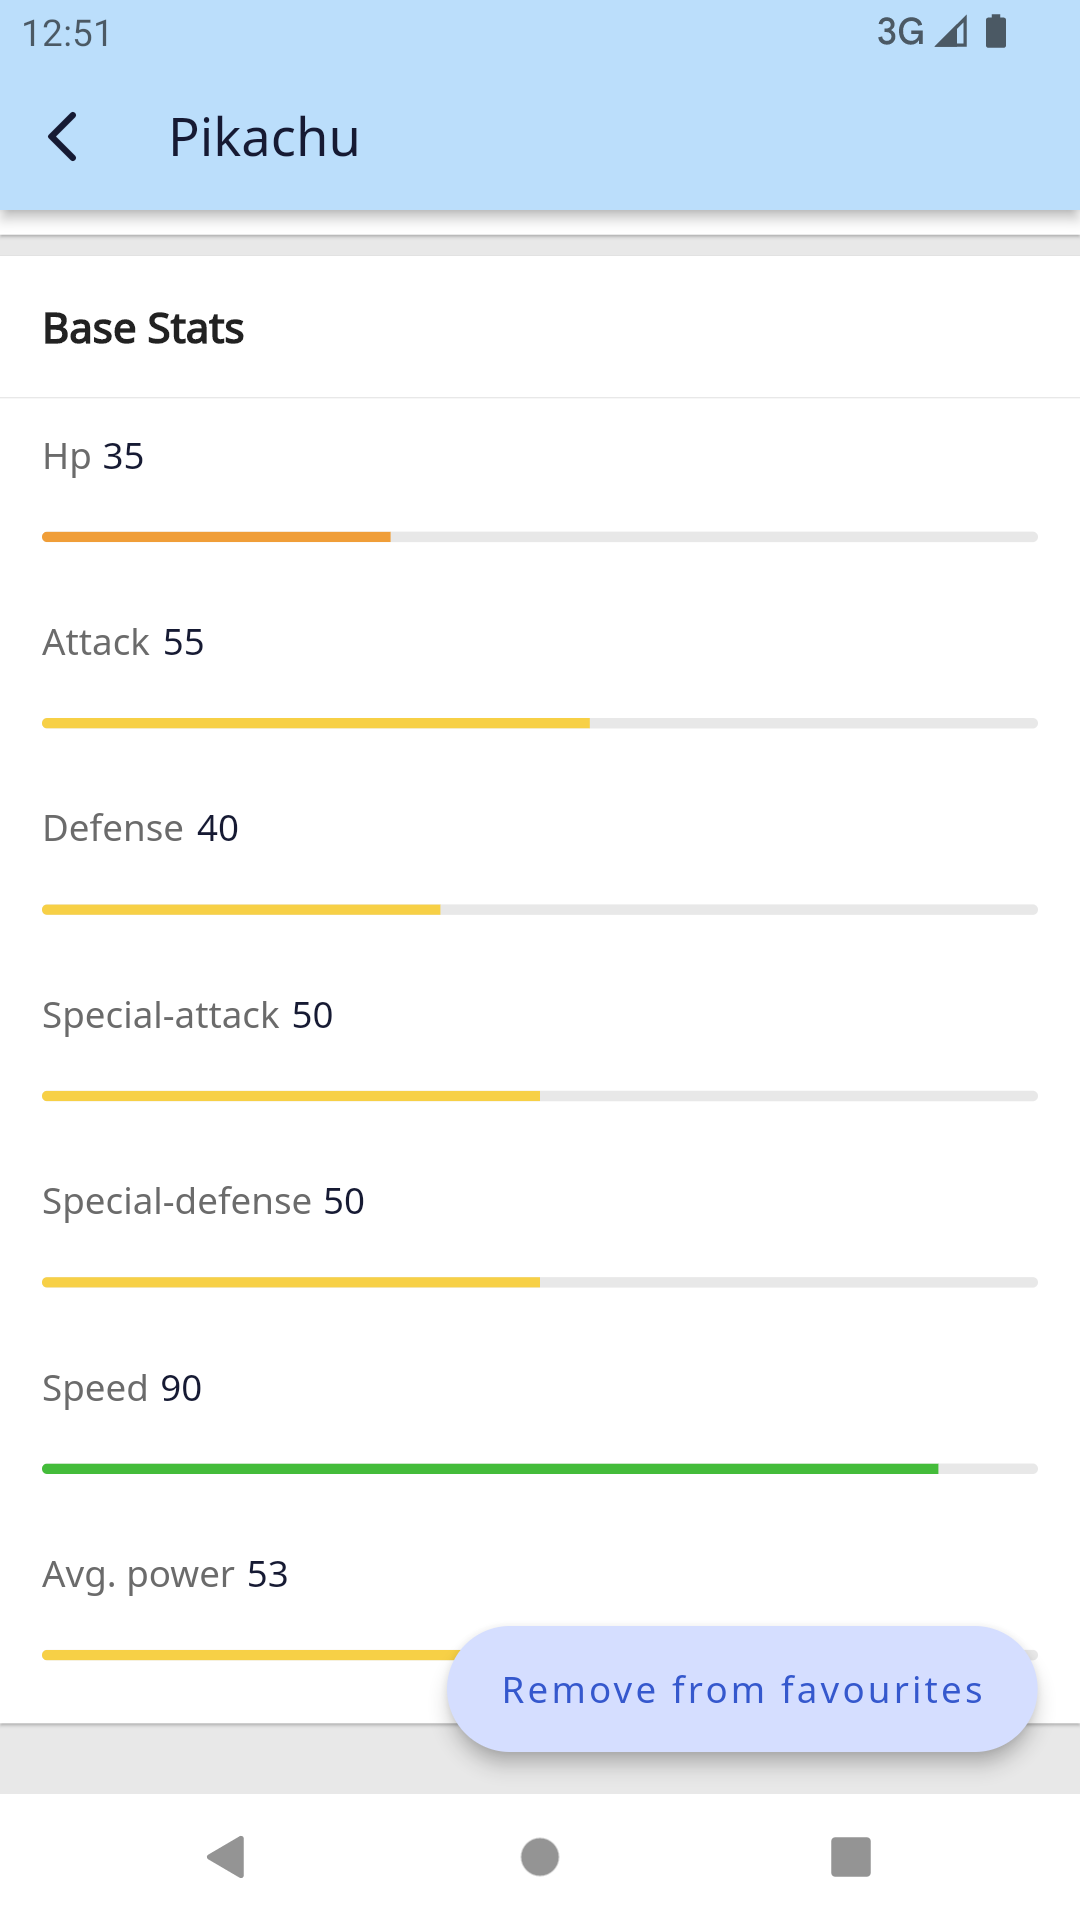 12:51
3G
Pikachu
Base Stats
Hp 35
Attack 55
Defense 40
Special-attack 50
Special-defense 50
Speed 90
Avg. power 53
Remove from favourites